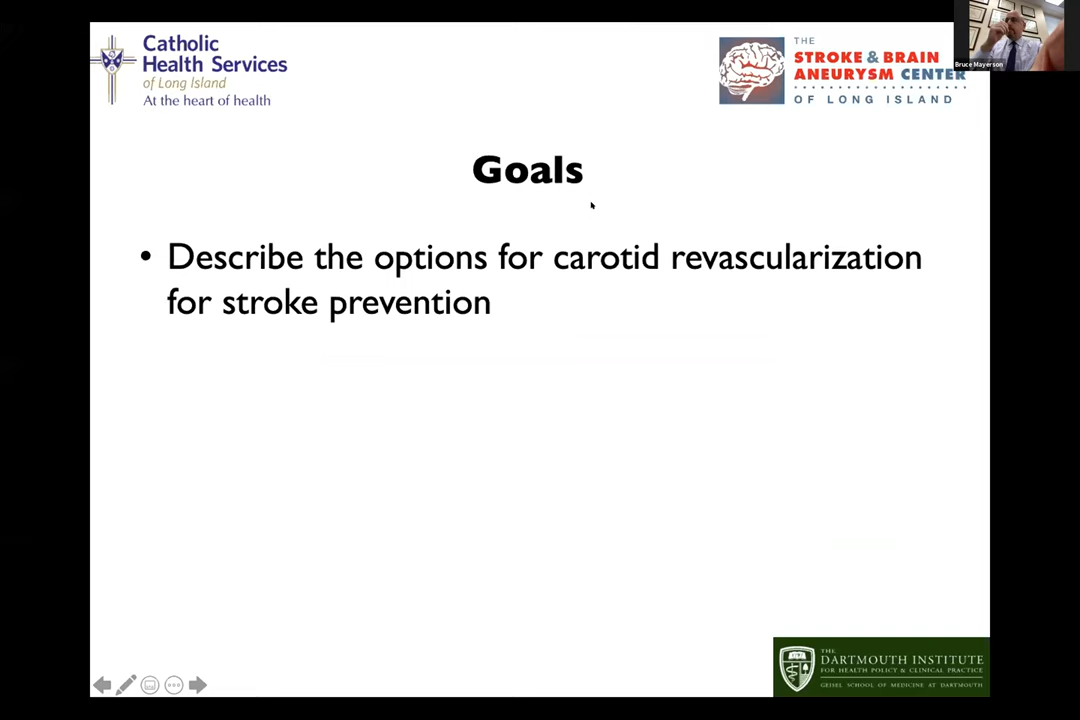 Catholic
Health Services
of Long Island
At the heart of health
THE
STROKE & BRAIN
ANEURYSM CENTER
OF LONG ISLAND
Bruce Mayerson
Goals
• Describe the options for carotid revascularization
for stroke prevention
THE
DARTMOUTH INSTITUTE
FOR HEALTH POLICY & CLINICAL PRACTICE
GEISEL SCHOOL OF MEDICINE AT DARTMOUTH